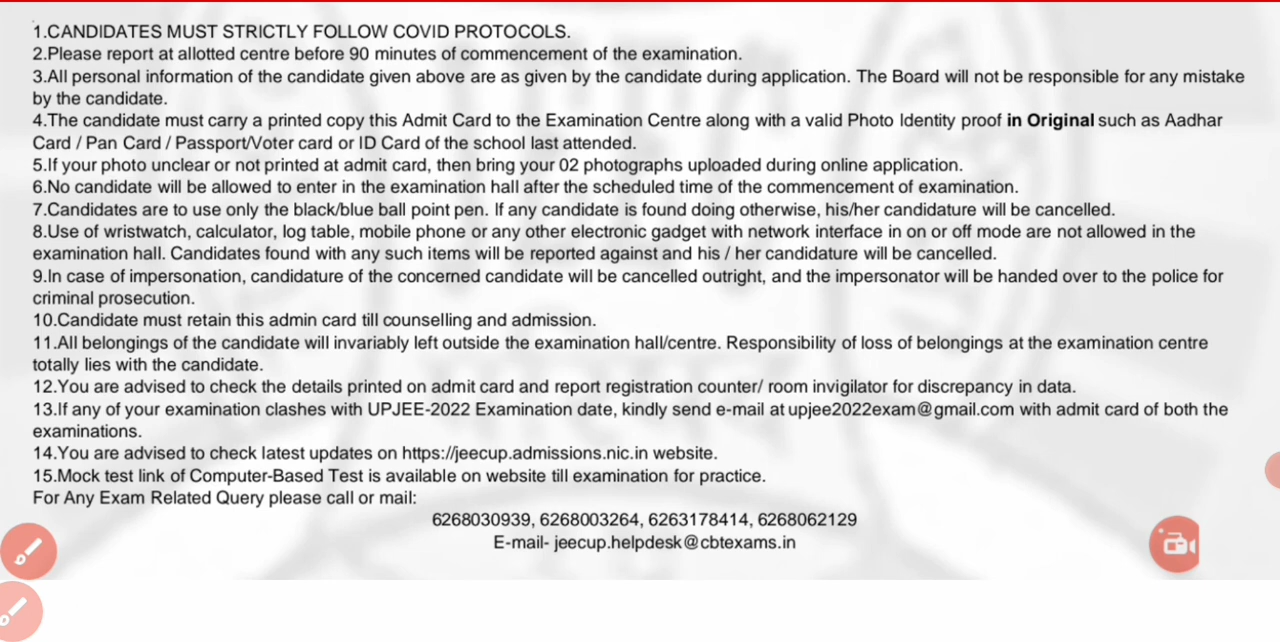 1.CANDIDATES MUST STRICTLY FOLLOW COVID PROTOCOLS.
2.Please report at allotted centre before 90 minutes of commencement of the examination.
3.All personal information of the candidate given above are as given by the candidate during application. The Board will not be responsible for any mistake
by the candidate.
4.The candidate must carry a printed copy this Admit Card to the Examination Centre along with a valid Photo Identity proof in Original such as Aadhar
Card / Pan Card / Passport/Voter card or ID Card of the school last attended.
5.If your photo unclear or not printed at admit card, then bring your 02 photographs uploaded during online application.
6.No candidate will be allowed to enter in the examination hall after the scheduled time of the commencement of examination.
7.Candidates are to use only the black/blue ball point pen. If any candidate is found doing otherwise, his/her candidature will be cancelled.
8.Use of wristwatch, calculator, log table, mobile phone or any other electronic gadget with network interface in on or off mode are not allowed in the
examination hall. Candidates found with any such items will be reported against and his / her candidature will be cancelled.
9.In case of impersonation, candidature of the concerned candidate will be cancelled outright, and the impersonator will be handed over to the police for
criminal prosecution.
10.Candidate must retain this admin card till counselling and admission.
11.All belongings of the candidate will invariably left outside the examination hall/centre. Responsibility of loss of belongings at the examination centre
totally lies with the candidate.
12.You are advised to check the details printed on admit card and report registration counter/ room invigilator for discrepancy in data.
13.If any of your examination clashes with UPJEE-2022 Examination date, kindly send e-mail at upjee2022exam@gmail.com with admit card of both the
examinations.
14.You are advised to check latest updates on https://jeecup.admissions.nic.in website.
15.Mock test link of Computer-Based Test is available on website till examination for practice.
For Any Exam Related Query please call or mail:
6268030939, 6268003264, 6263178414, 6268062129
E-mail- jeecup.helpdesk@cbtexams.in